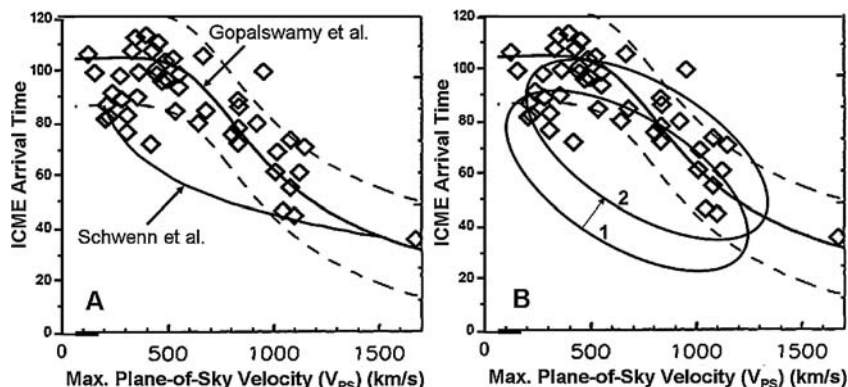 ICME Arrival Time
120
100
80
60
40
20
0
Gopalswamy et al.
Schwenn et al.
A
0 500 1000 1500
Max. Plane-of-Sky Velocity (VPS) (km/s)
ICME Arrival Time
120
100
80
60
40
20
0
2
1
B
0 500 1000 1500
Max. Plane-of-Sky Velocity (VPS) (km/s)